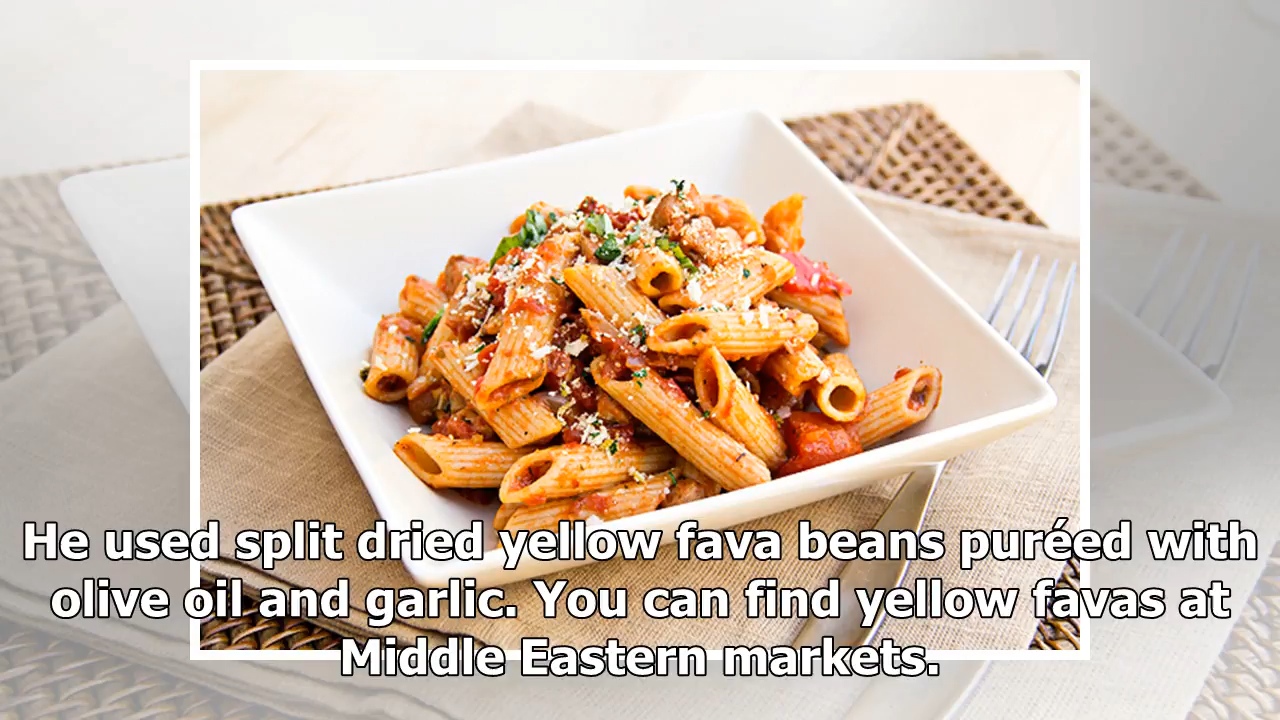 He used split dried yellow fava beans puréed with
olive oil and garlic. You can find yellow favas at
Middle Eastern markets.